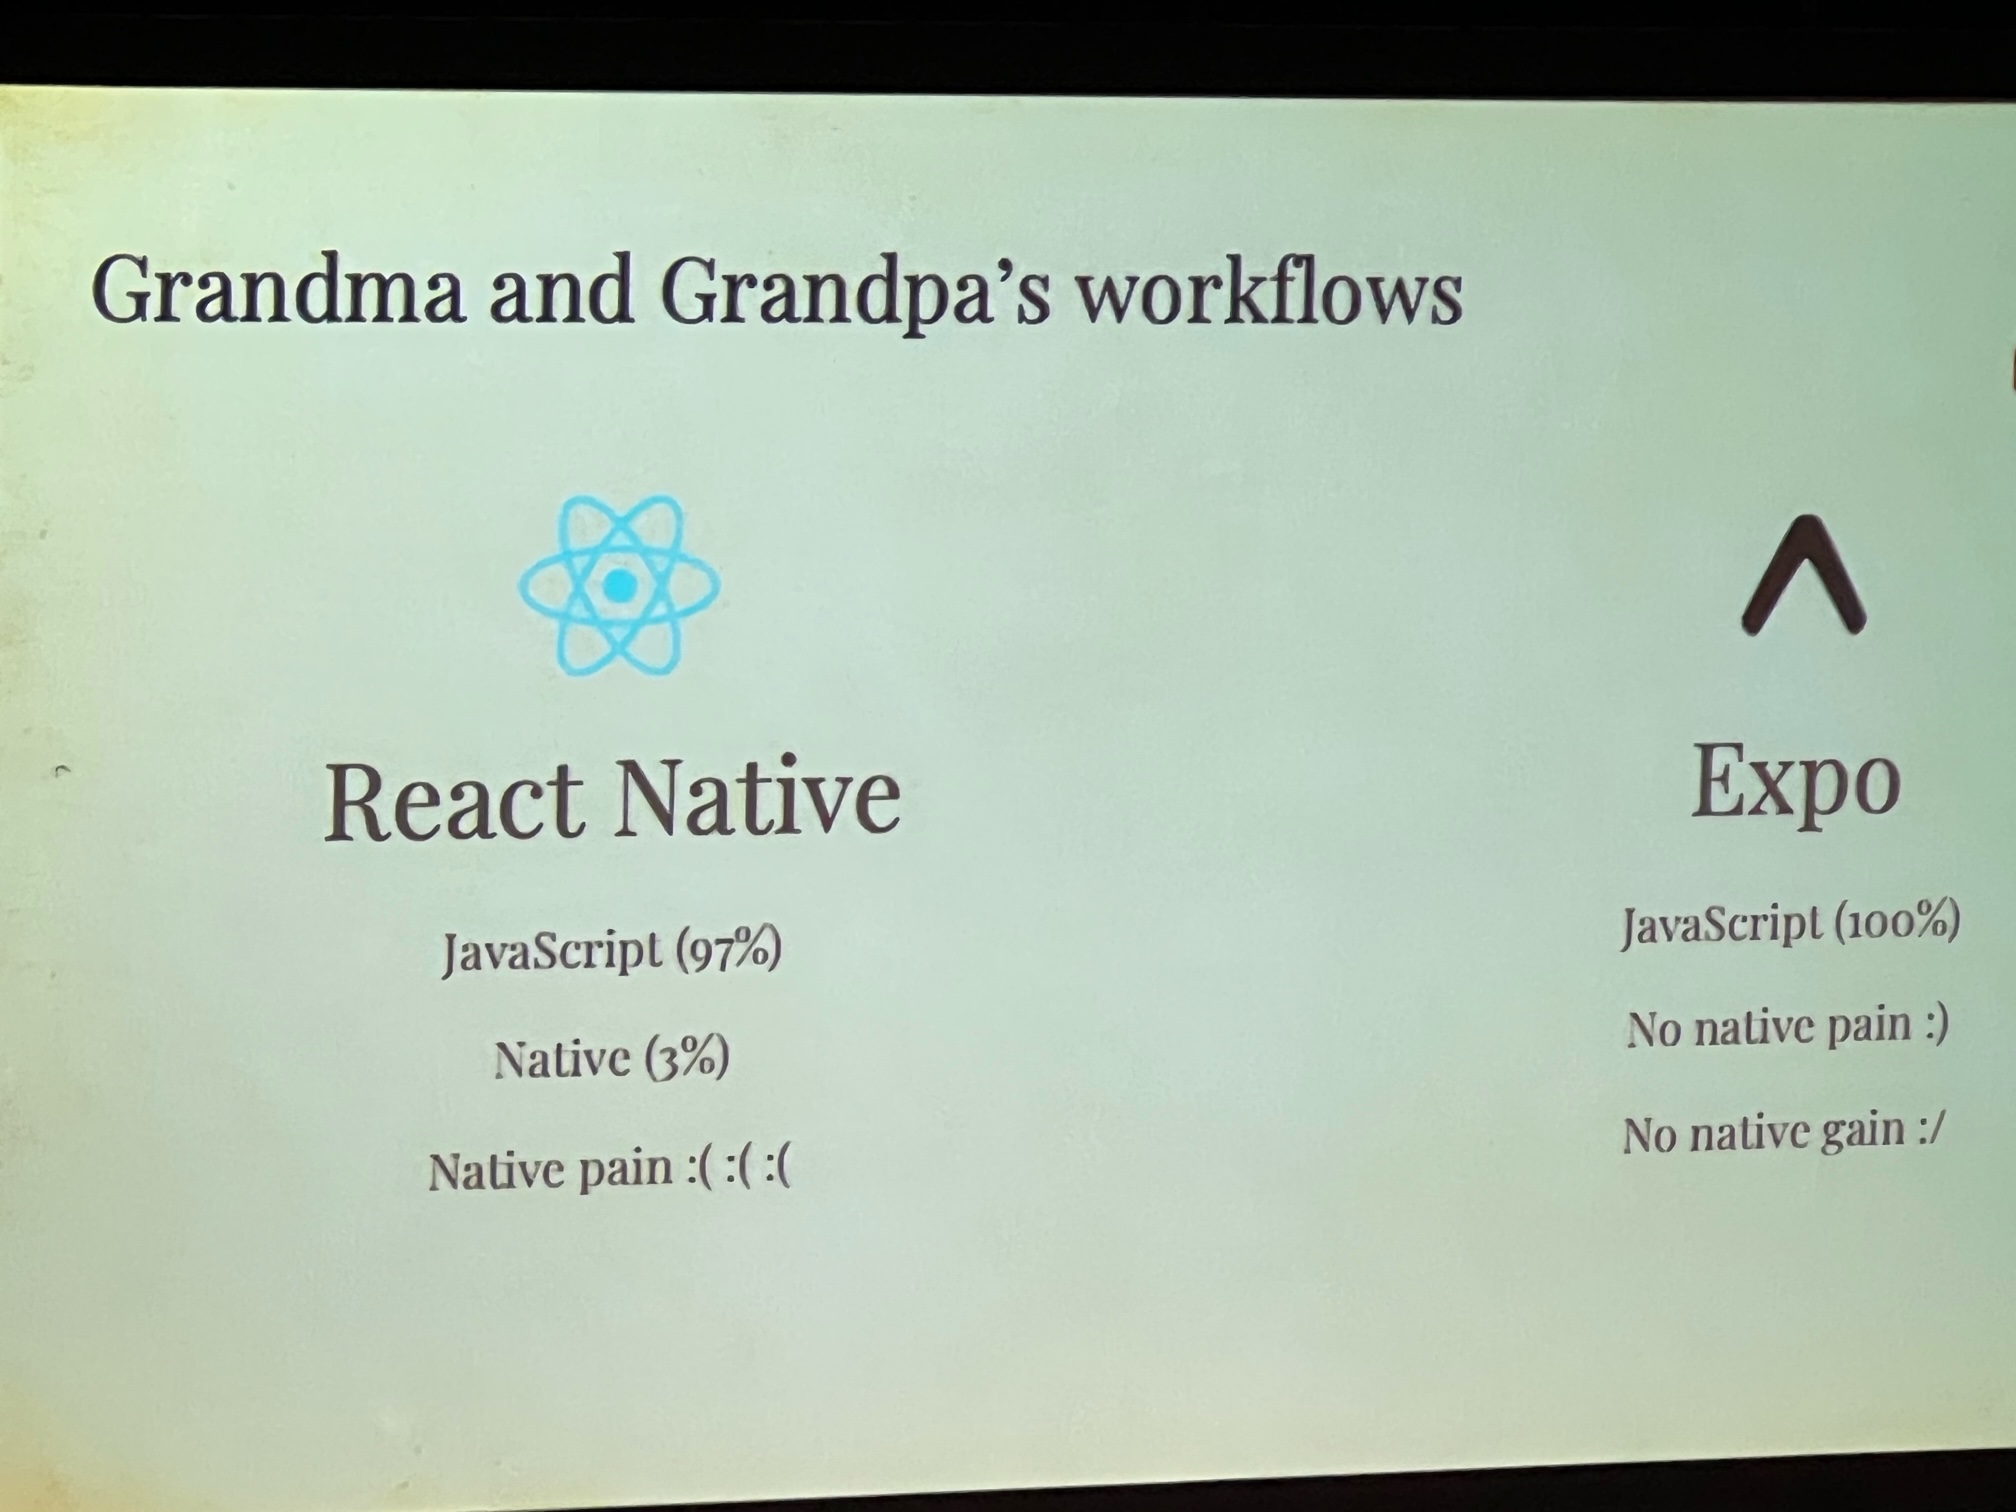 Grandma and Grandpa’s workflows
React Native
JavaScript (97%)
Native (3%)
Native pain :( :( :(
Expo
JavaScript (100%)
No native pain :)
No native gain :/